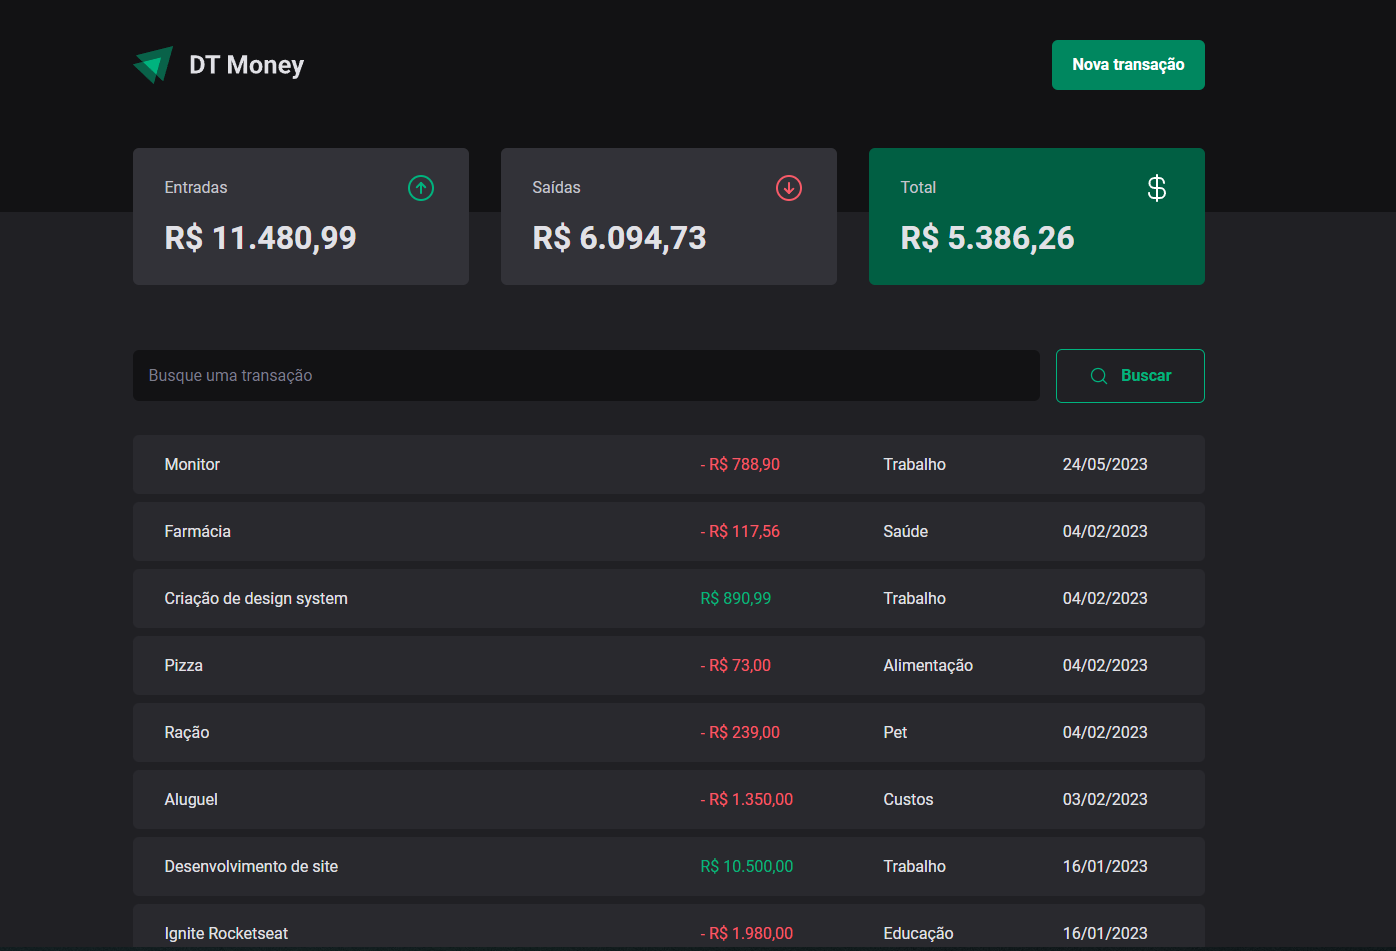 DT Money
Nova transação
Entradas
R$ 11.480,99
Saídas
R$ 6.094,73
Total
$
R$ 5.386,26
Busque uma transação
Buscar
Monitor - R$ 788,90 Trabalho 24/05/2023
Farmácia - R$ 117,56 Saúde 04/02/2023
Criação de design system R$ 890,99 Trabalho 04/02/2023
Pizza - R$ 73,00 Alimentação 04/02/2023
Ração - R$ 239,00 Pet 04/02/2023
Aluguel - R$ 1.350,00 Custos 03/02/2023
Desenvolvimento de site R$ 10.500,00 Trabalho 16/01/2023
Ignite Rocketseat - R$ 1.980,00 Educação 16/01/2023